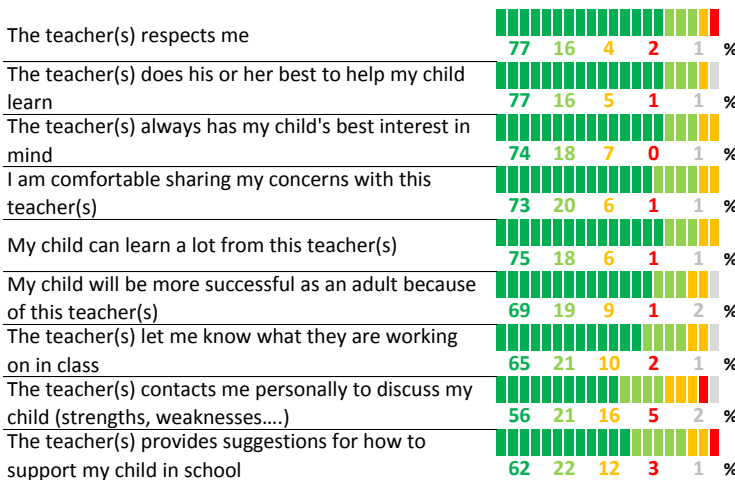 The teacher(s) respects me
77 16 4 2 1 %
The teacher(s) does his or her best to help my child
learn
77 16 5 1 1 %
The teacher(s) always has my child's best interest in
mind
74 18 7 0 1 %
I am comfortable sharing my concerns with this
teacher(s)
73 20 6 1 1 %
My child can learn a lot from this teacher(s)
75 18 6 1 1 %
My child will be more successful as an adult because
of this teacher(s)
69 19 9 1 2 %
The teacher(s) let me know what they are working
on in class
65 21 10 2 1 %
The teacher(s) contacts me personally to discuss my
child (strengths, weaknesses....)
56 21 16 5 2 %
The teacher(s) provides suggestions for how to
support my child in school
62 22 12 3 1 %